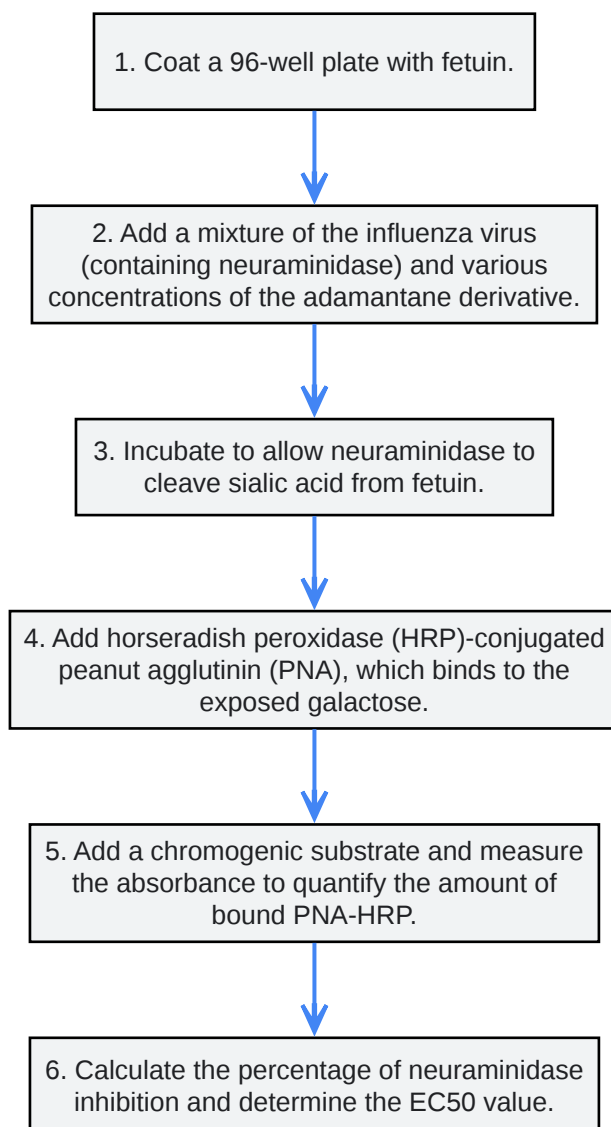 1. Coat a 96-well plate with fetuin.
2. Add a mixture of the influenza virus
(containing neuraminidase) and various
concentrations of the adamantane derivative.
3. Incubate to allow neuraminidase to
cleave sialic acid from fetuin.
4. Add horseradish peroxidase (HRP)-conjugated
peanut agglutinin (PNA), which binds to the
exposed galactose.
5. Add a chromogenic substrate and measure
the absorbance to quantify the amount of
bound PNA-HRP.
6. Calculate the percentage of neuraminidase
inhibition and determine the EC50 value.